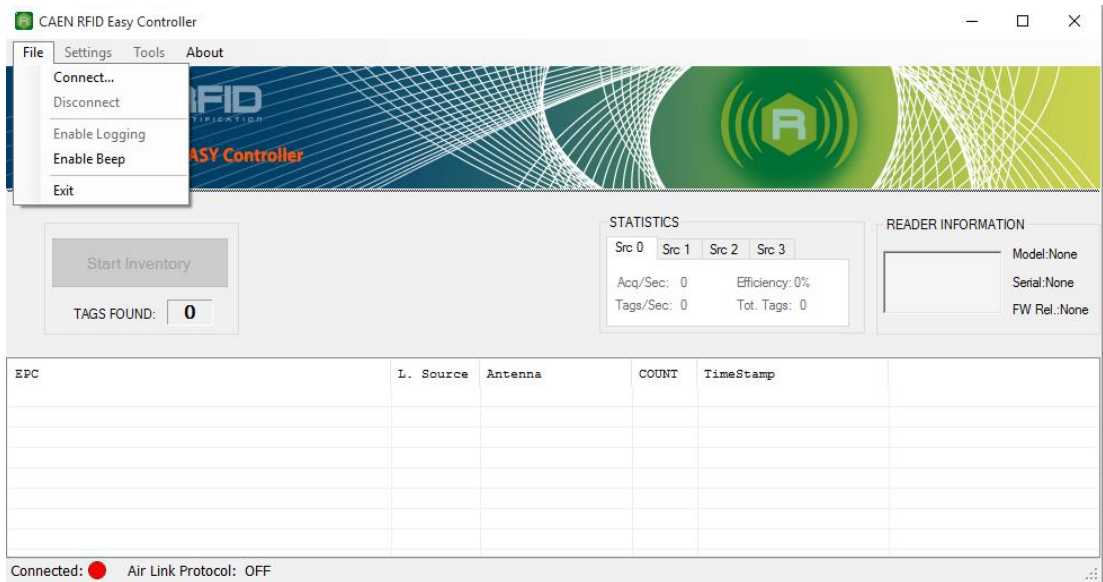 CAEN RFID Easy Controller
File Settings Tools About
Connect...
Disconnect
Enable Logging
Enable Beep
Exit
RFID
EASY Controller
R
Start Inventory
TAGS FOUND: 0
STATISTICS
Src 0 Src 1 Src 2 Src 3
Acq/Sec: 0 Efficiency: 0%
Tags/Sec: 0 Tot. Tags: 0
READER INFORMATION
Model:None
Serial:None
FW Rel.:None
EPC L. Source Antenna COUNT TimeStamp
Connected: Air Link Protocol: OFF